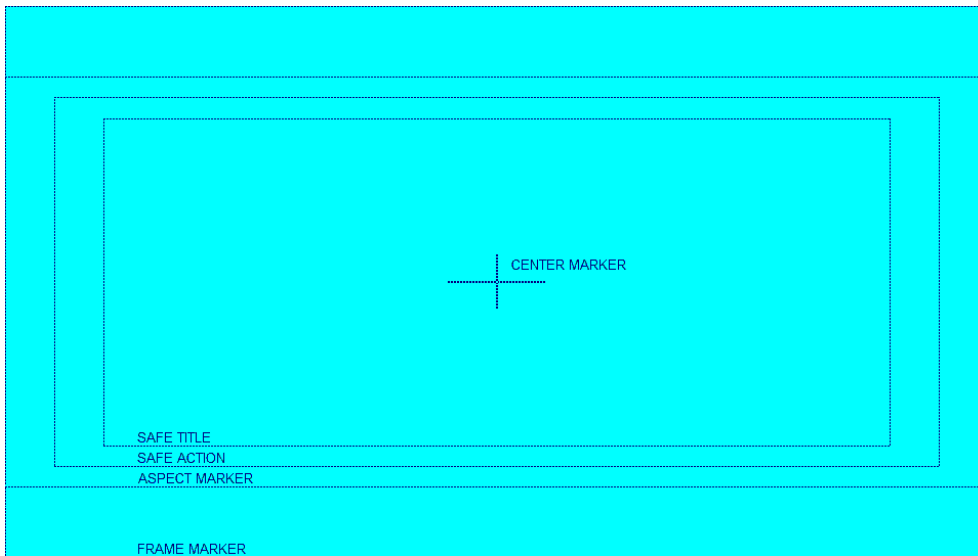 CENTER MARKER
SAFE TITLE
SAFE ACTION
ASPECT MARKER
FRAME MARKER